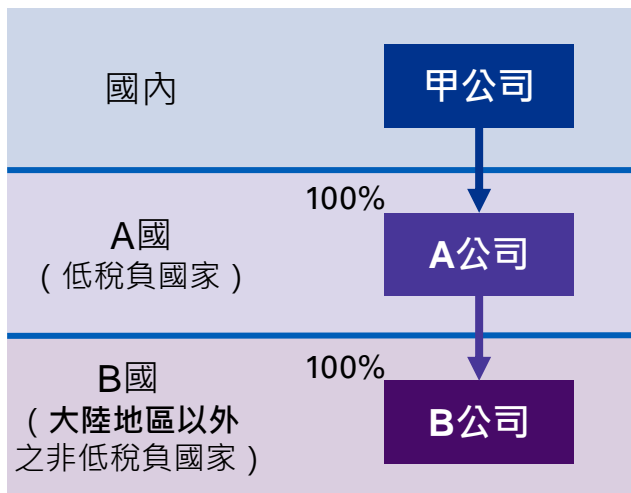 國內
甲公司
100%
A國
(低稅負國家)
A公司
100%
B國
(大陸地區以外
之非低稅負國家)
B公司